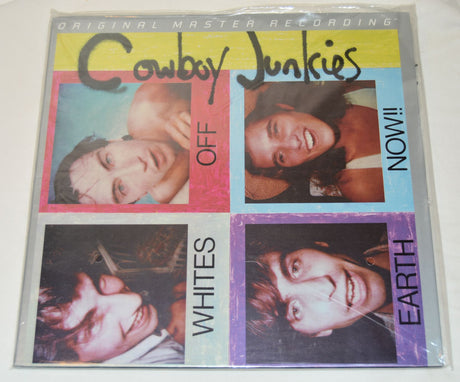 ORIGINAL MASTER RECORDING
Cowboy Junkies
OFF
NOW!!
WHITES
EARTH